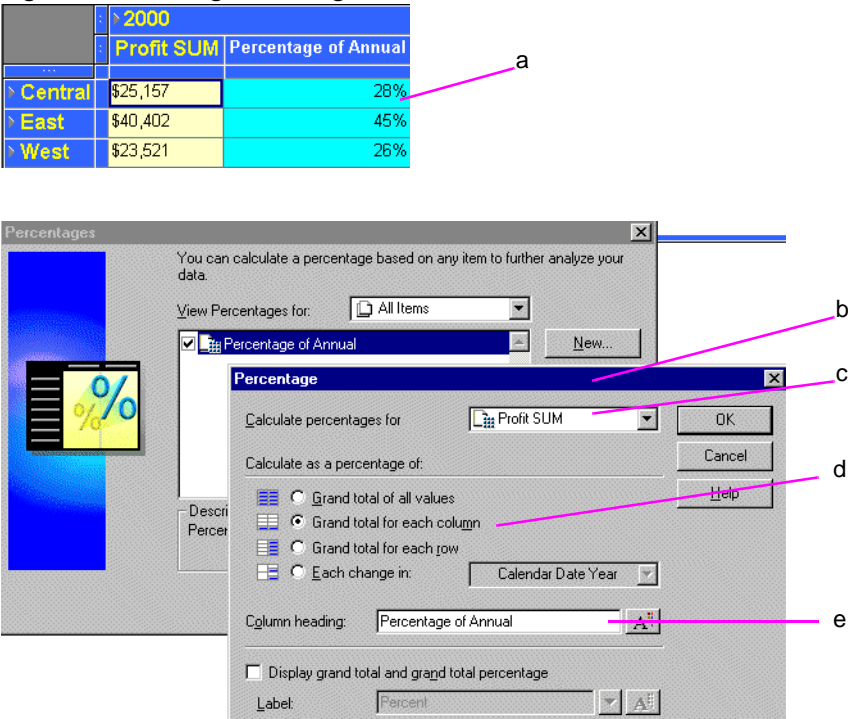 2000
Profit SUM Percentage of Annual
a
Central $25,157 28%
East $40,402 45%
West $23,521 26%
Percentages
You can calculate a percentage based on any item to further analyze your
data.
View Percentages for: All Items
b
Percentage of Annual New...
Percentage
c
Calculate percentages for Profit SUM OK
Calculate as a percentage of: Cancel
d
Grand total of all values Help
Grand total for each column
Grand total for each row
Each change in: Calendar Date Year
Column heading: Percentage of Annual A
e
Display grand total and grand total percentage
Label: Percent A